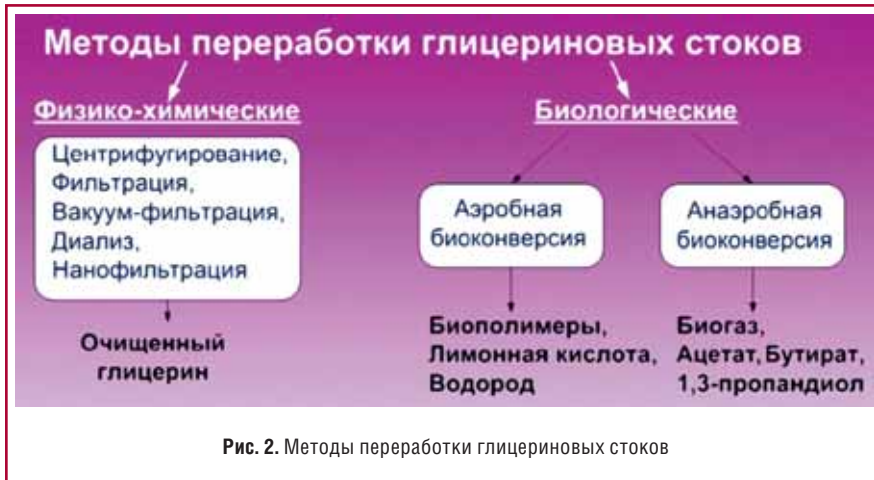 Методы переработки глицериновых стоков
Физико-химические
Центрифугирование,
Фильтрация,
Вакуум-фильтрация,
Диализ,
Нанофильтрация
Очищенный
глицерин
Биологические
Аэробная
биоконверсия
Биополимеры,
Лимонная кислота,
Водород
Анаэробная
биоконверсия
Биогаз,
Ацетат, Бутират,
1,3-пропандиол
Рис. 2. Методы переработки глицериновых стоков